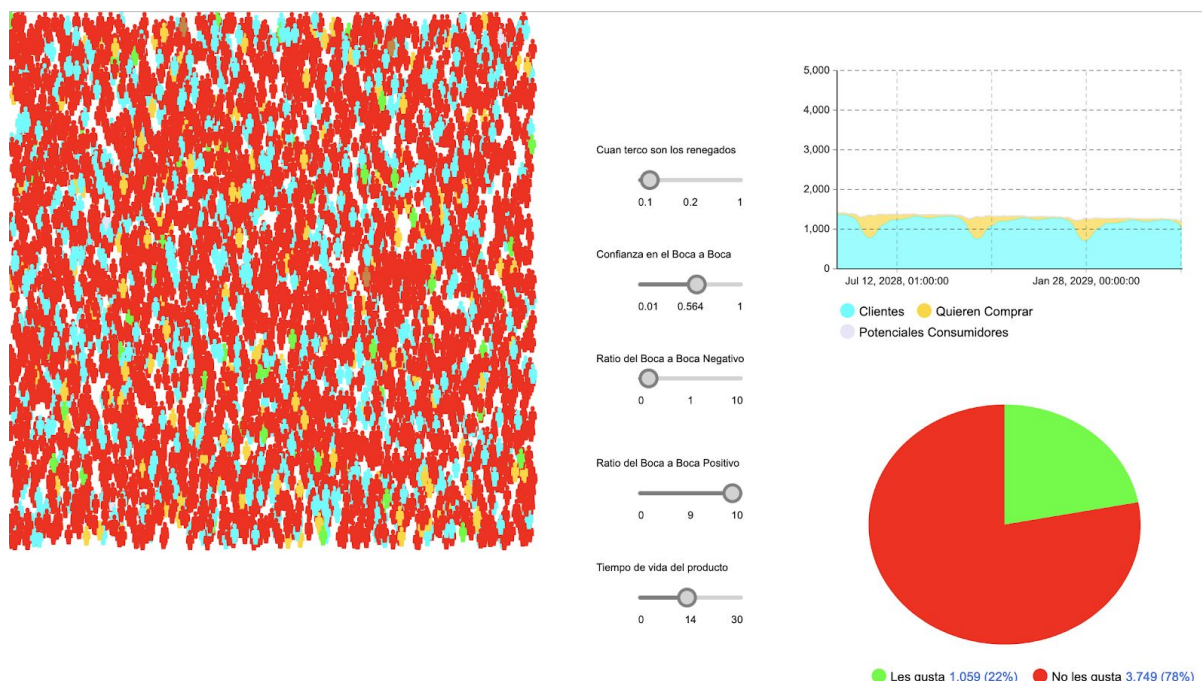 Cuan terco son los renegados
0.1 0.2 1
Confianza en el Boca a Boca
0.01 0.564 1
Ratio del Boca a Boca Negativo
0 1 10
Ratio del Boca a Boca Positivo
0 9 10
Tiempo de vida del producto
0 14 30
5,000
4,000
3,000
2,000
1,000
0
Jul 12, 2028, 01:00:00 Jan 28, 2029, 00:00:00
Clientes Quieren Comprar
Potenciales Consumidores
Les gusta 1,059 (22%) No les gusta 3,749 (78%)